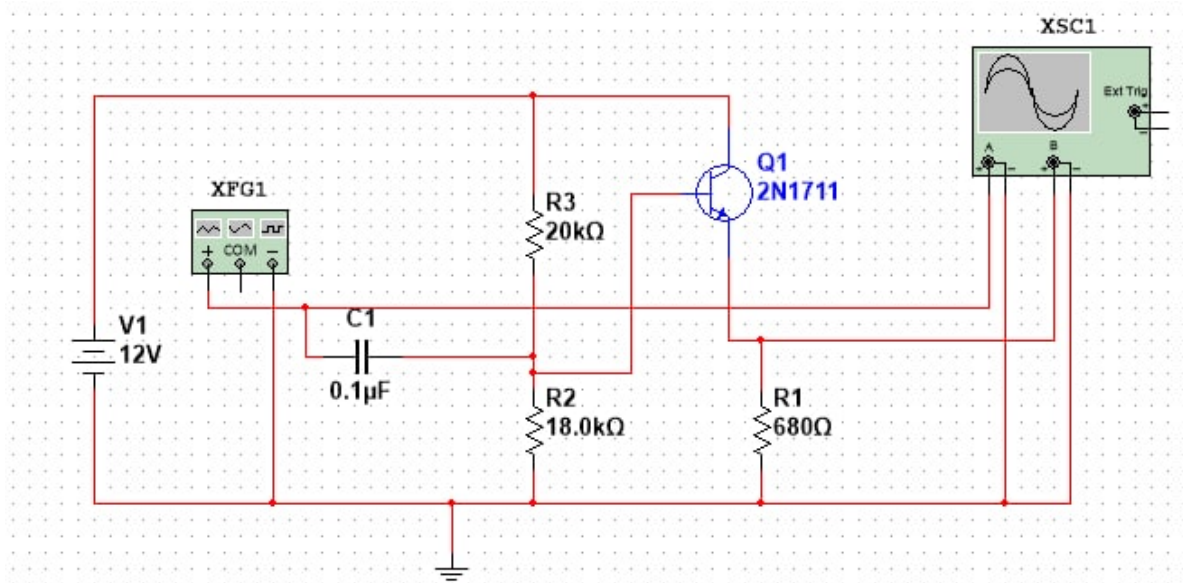 XSC1
Ext Trig
+
-
A
B
+
-
+
-
Q1
2N1711
XFG1
+ COM -
R3
20kΩ
V1
12V
C1
0.1µF
R2
18.0kΩ
R1
680Ω